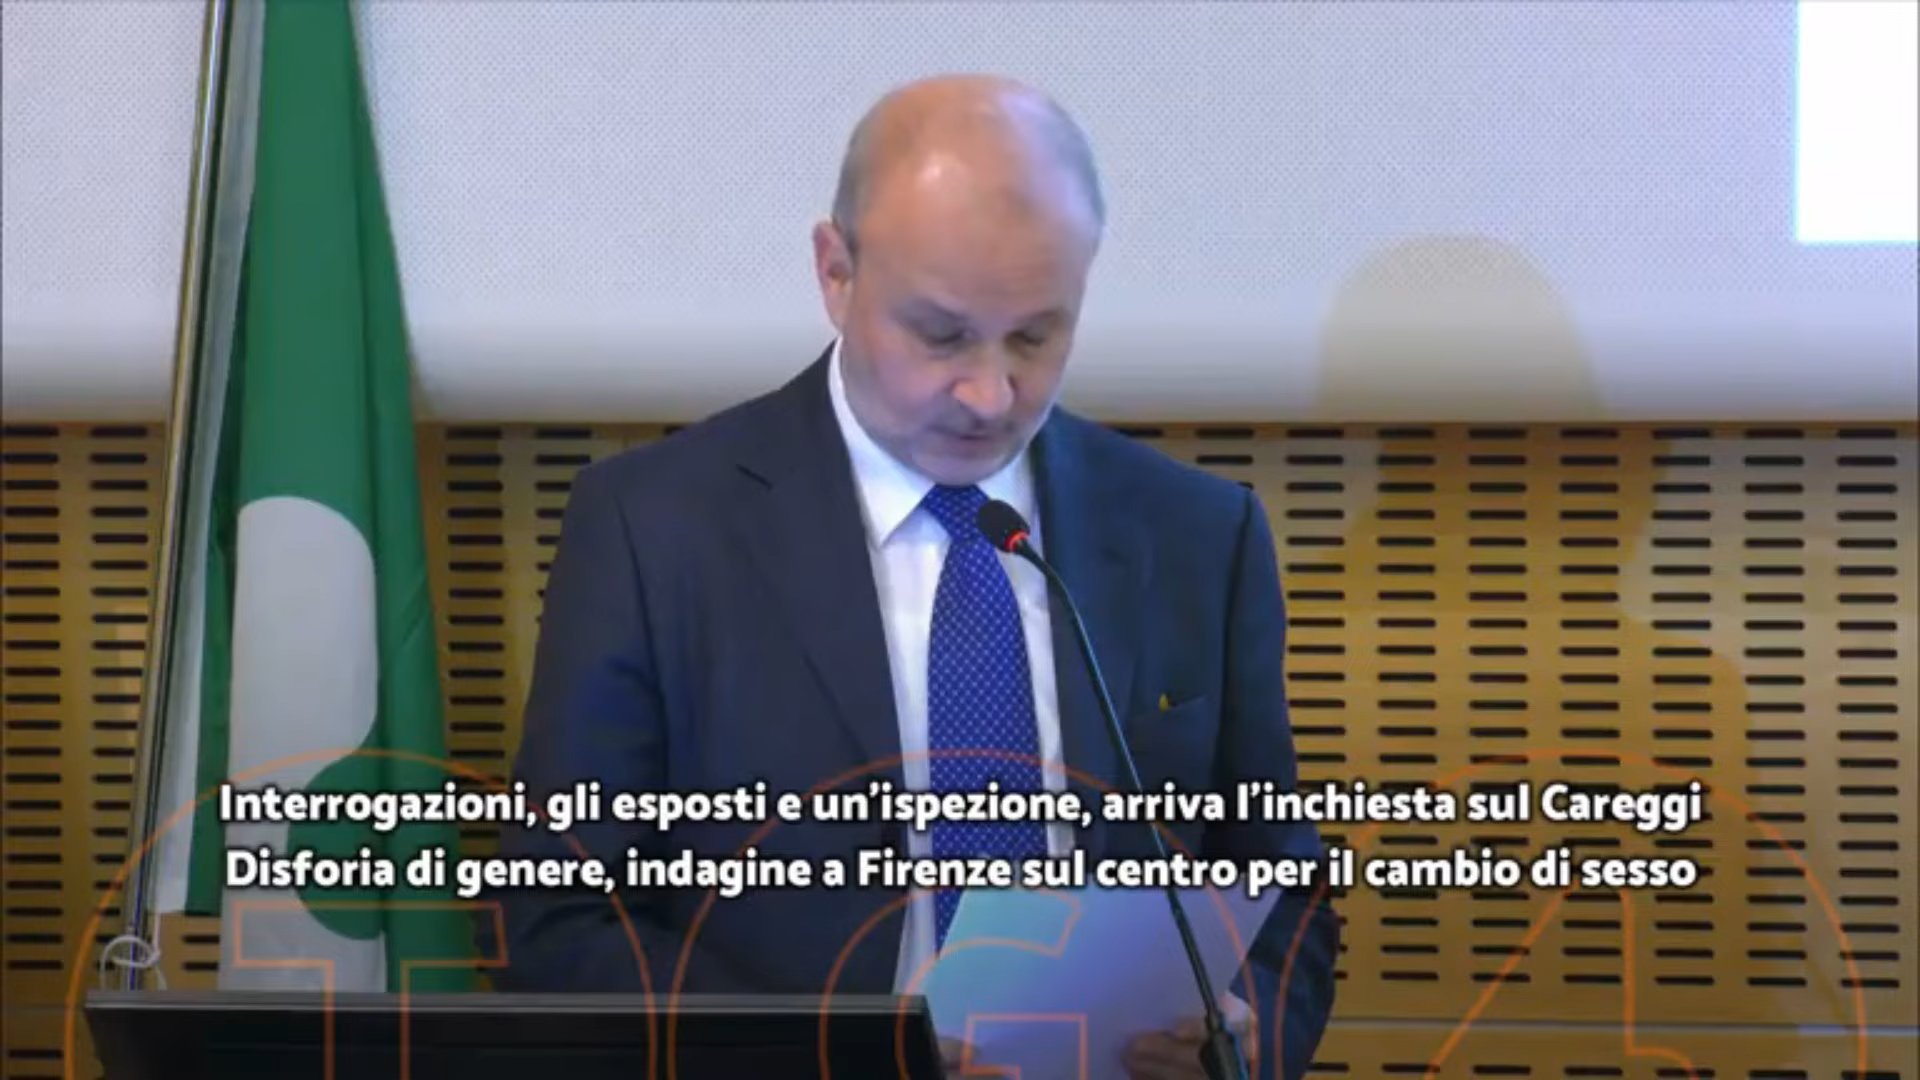 Interrogazioni, gli esposti e un'ispezione, arriva l'inchiesta sul Careggi
Disforia di genere, indagine a Firenze sul centro per il cambio di sesso
TG4